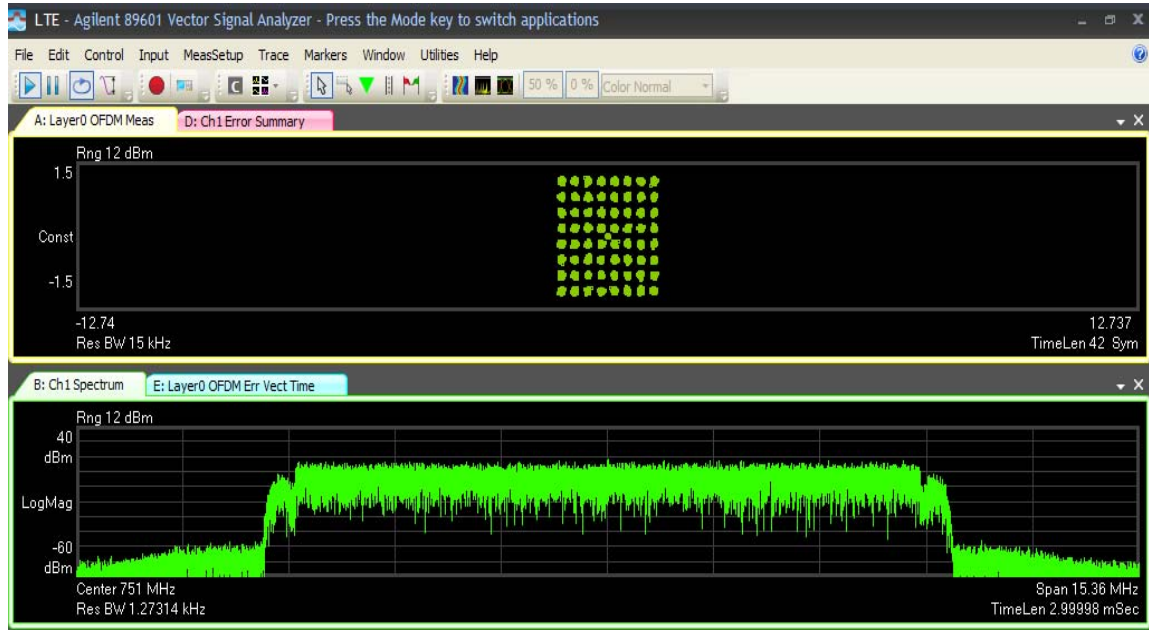 LTE - Agilent 89601 Vector Signal Analyzer - Press the Mode key to switch applications
File Edit Control Input MeasSetup Trace Markers Window Utilities Help
50 % 0 % Color Normal
A: Layer0 OFDM Meas D: Ch1 Error Summary
Rng 12 dBm
1.5
Const
-1.5
-12.74 12.737
Res BW 15 kHz TimeLen 42 Sym
B: Ch1 Spectrum E: Layer0 OFDM Err Vect Time
Rng 12 dBm
40
dBm
LogMag
-60
dBm
Center 751 MHz Span 15.36 MHz
Res BW 1.27314 kHz TimeLen 2.99998 mSec